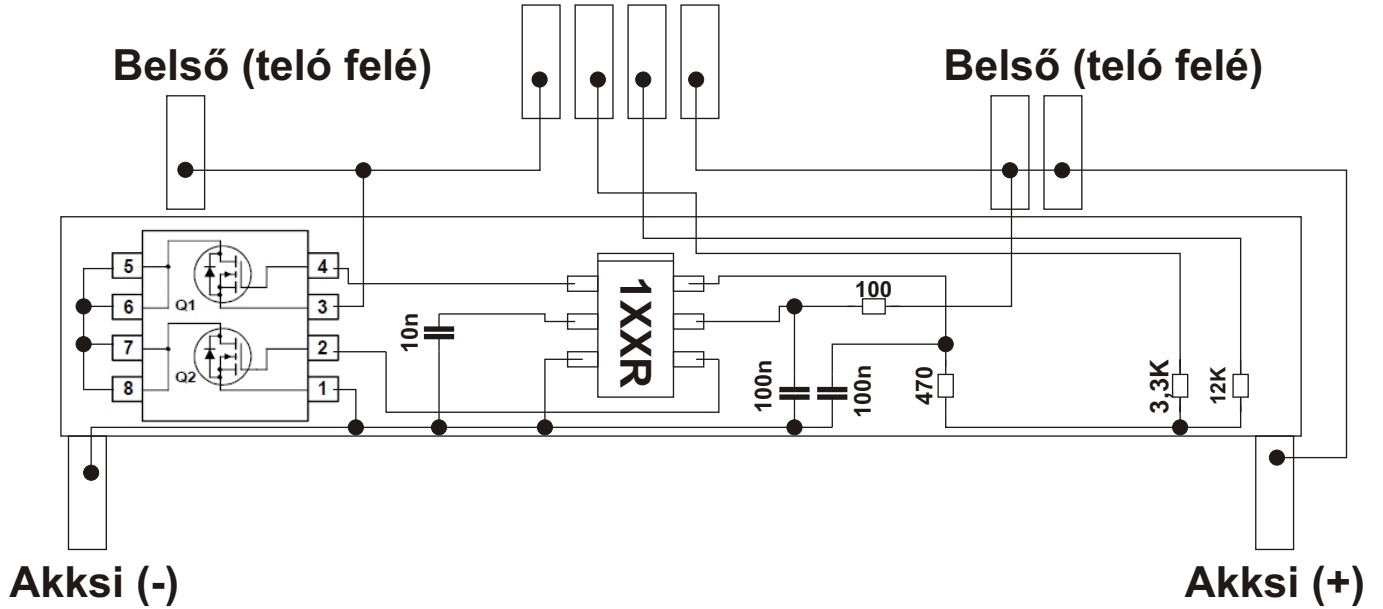 Belső (teló felé)
Belső (teló felé)
5
6
7
8
Q1
Q2
4
3
2
1
10n
1XXR
100
100n
100n
470
3,3K
12K
Akksi (-)
Akksi (+)